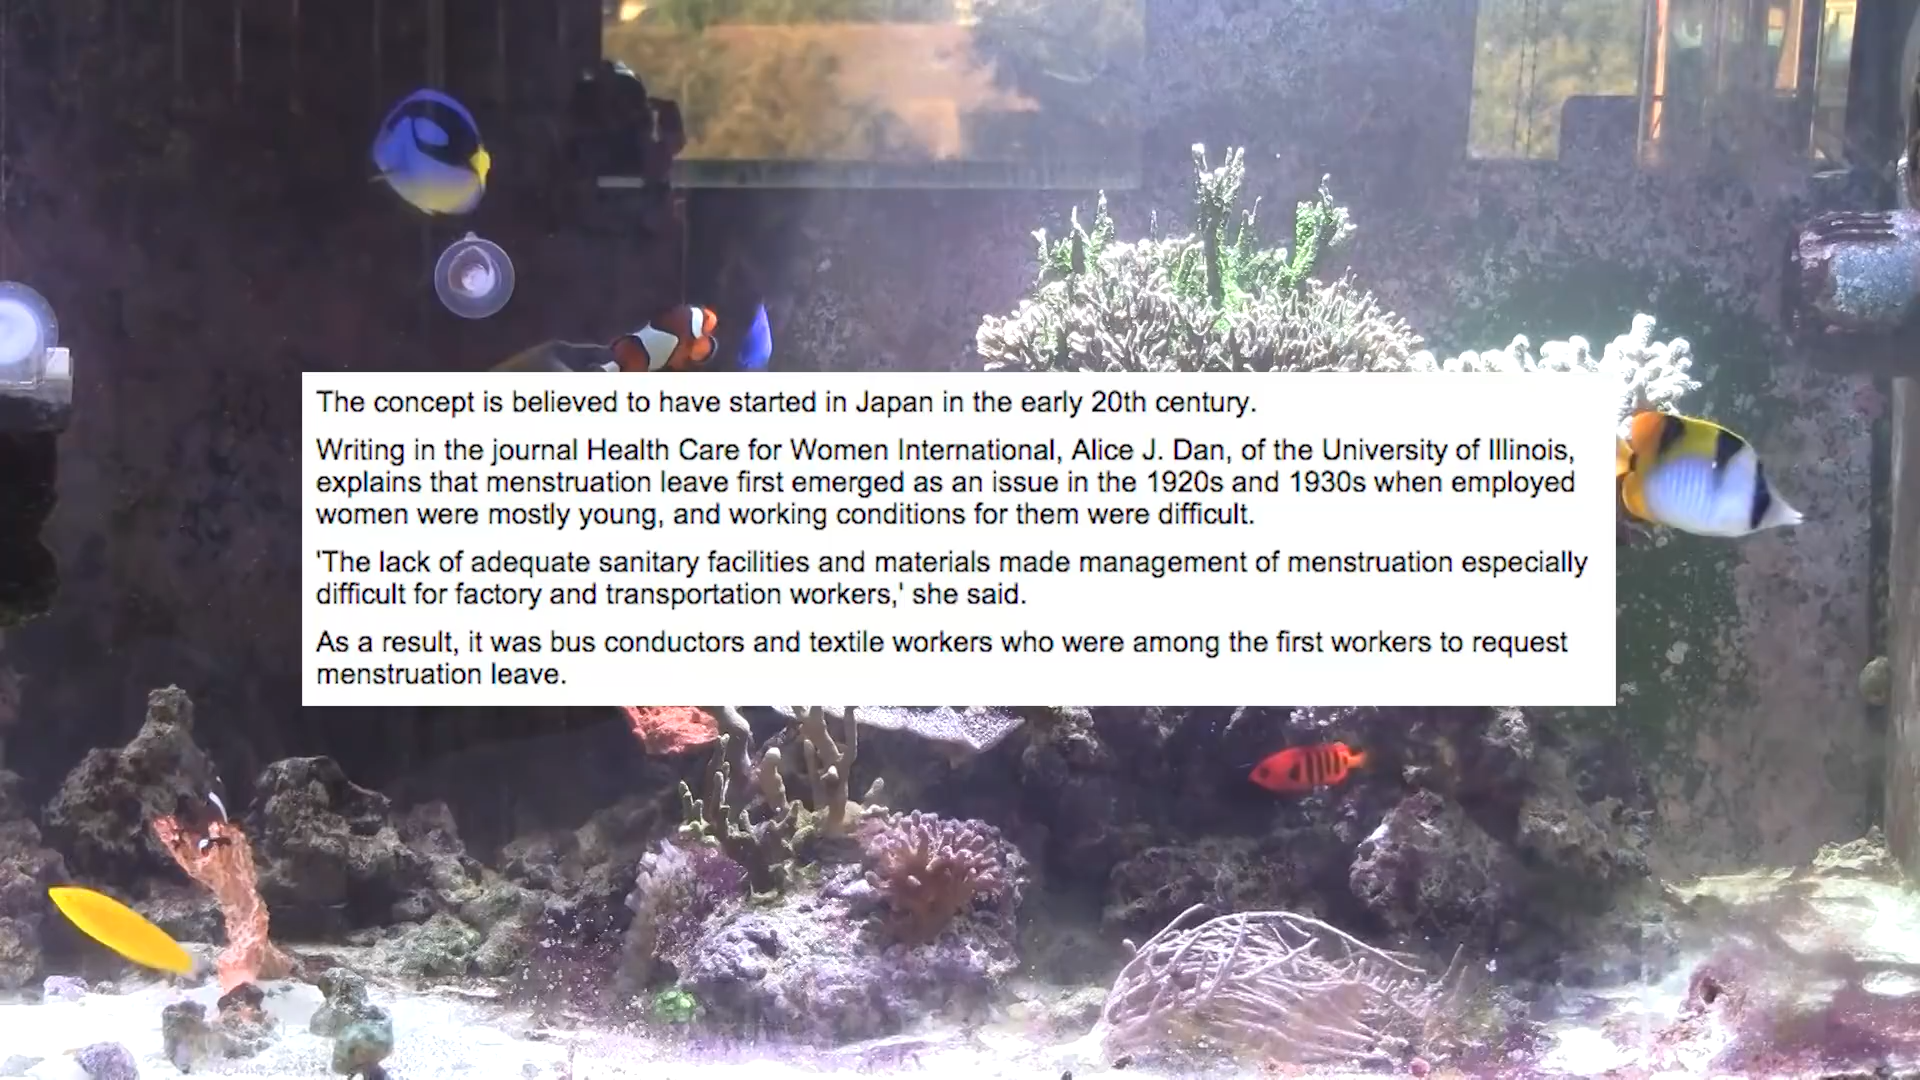 The concept is believed to have started in Japan in the early 20th century.
Writing in the journal Health Care for Women International, Alice J. Dan, of the University of Illinois,
explains that menstruation leave first emerged as an issue in the 1920s and 1930s when employed
women were mostly young, and working conditions for them were difficult.
'The lack of adequate sanitary facilities and materials made management of menstruation especially
difficult for factory and transportation workers,' she said.
As a result, it was bus conductors and textile workers who were among the first workers to request
menstruation leave.